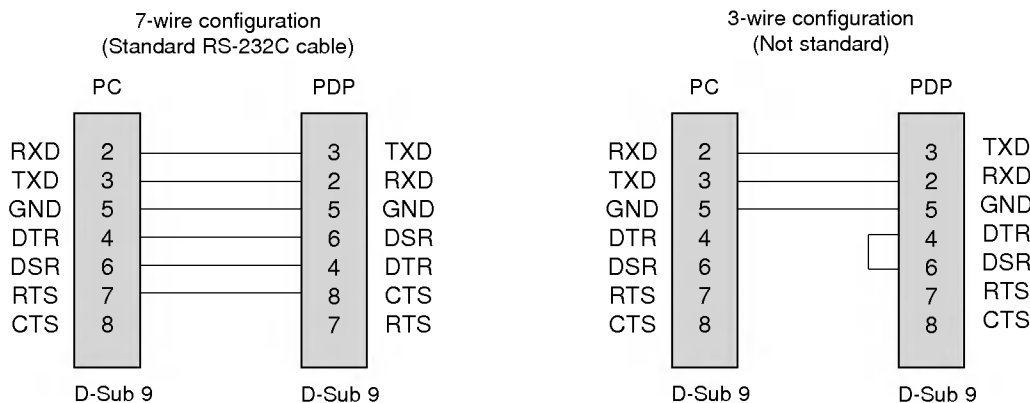 7-wire configuration
(Standard RS-232C cable)
PC PDP
RXD 2 3 TXD
TXD 3 2 RXD
GND 5 5 GND
DTR 4 6 DSR
DSR 6 4 DTR
RTS 7 8 CTS
CTS 8 7 RTS
D-Sub 9 D-Sub 9
3-wire configuration
(Not standard)
PC PDP
RXD 2 3 TXD
TXD 3 2 RXD
GND 5 5 GND
DTR 4 4 DTR
DSR 6 6 DSR
RTS 7 7 RTS
CTS 8 8 CTS
D-Sub 9 D-Sub 9